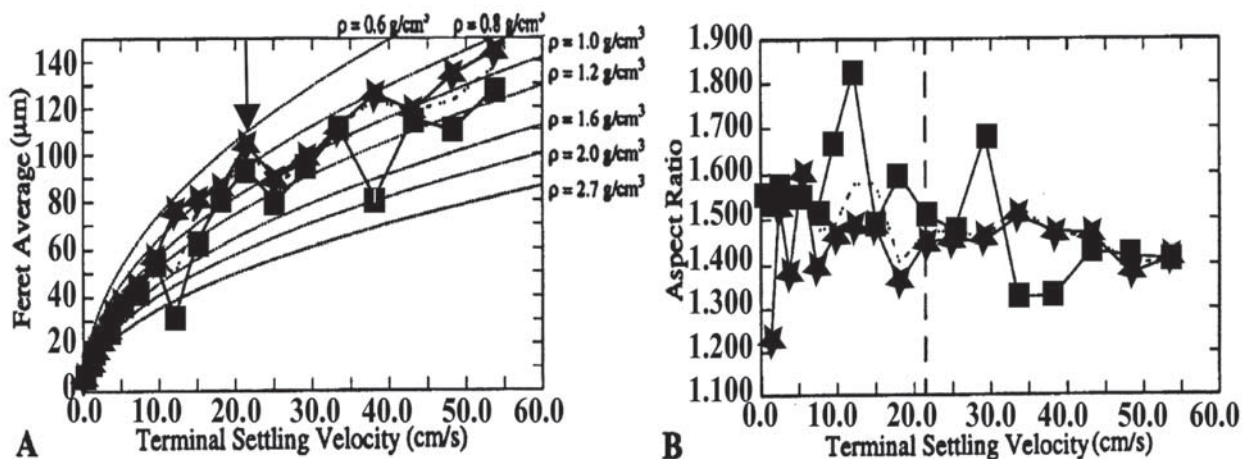 ρ = 0.6 g/cm³ ρ = 0.8 g/cm³
ρ = 1.0 g/cm³
ρ = 1.2 g/cm³
ρ = 1.6 g/cm³
ρ = 2.0 g/cm³
ρ = 2.7 g/cm³
140
120
100
80
60
40
20
0
Feret Average (μm)
0.0 10.0 20.0 30.0 40.0 50.0 60.0
A Terminal Settling Velocity (cm/s)
1.900
1.800
1.700
1.600
1.500
1.400
1.300
1.200
1.100
Aspect Ratio
0.0 10.0 20.0 30.0 40.0 50.0 60.0
B Terminal Settling Velocity (cm/s)